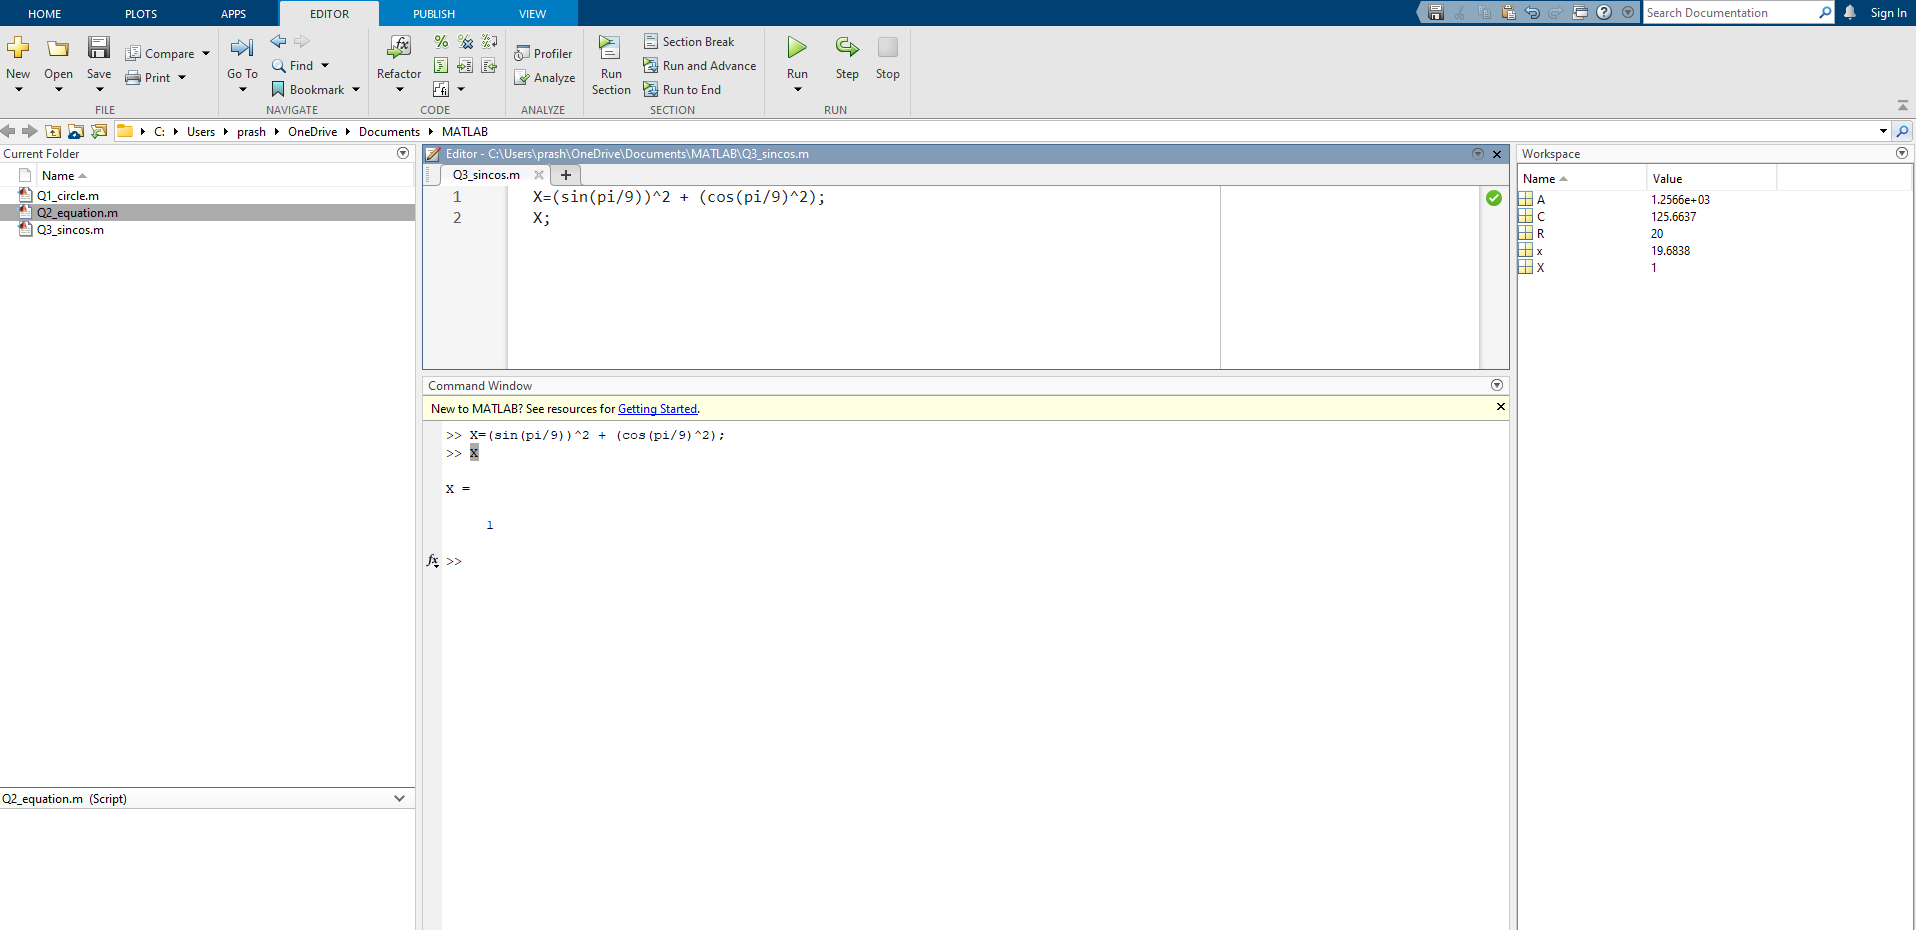 HOME PLOTS APPS EDITOR PUBLISH VIEW Search Documentation Sign In
New Open Save Compare Print FILE
Go To Find Bookmark NAVIGATE
Refactor fx % % % fi CODE
Profiler Analyze ANALYZE
Run Section Section Break Run and Advance Run to End SECTION
Run Step Stop RUN
C: Users prash OneDrive Documents MATLAB
Current Folder
Name
Q1_circle.m
Q2_equation.m
Q3_sincos.m
Q2_equation.m (Script)
Editor - C:\Users\prash\OneDrive\Documents\MATLAB\Q3_sincos.m
Q3_sincos.m +
1 X=(sin(pi/9))^2 + (cos(pi/9)^2);
2 X;
Command Window
New to MATLAB? See resources for Getting Started.
>> X=(sin(pi/9))^2 + (cos(pi/9)^2);
>> X
X =
1
fx >>
Workspace
Name Value
A 1.2566e+03
C 125.6637
R 20
x 19.6838
X 1